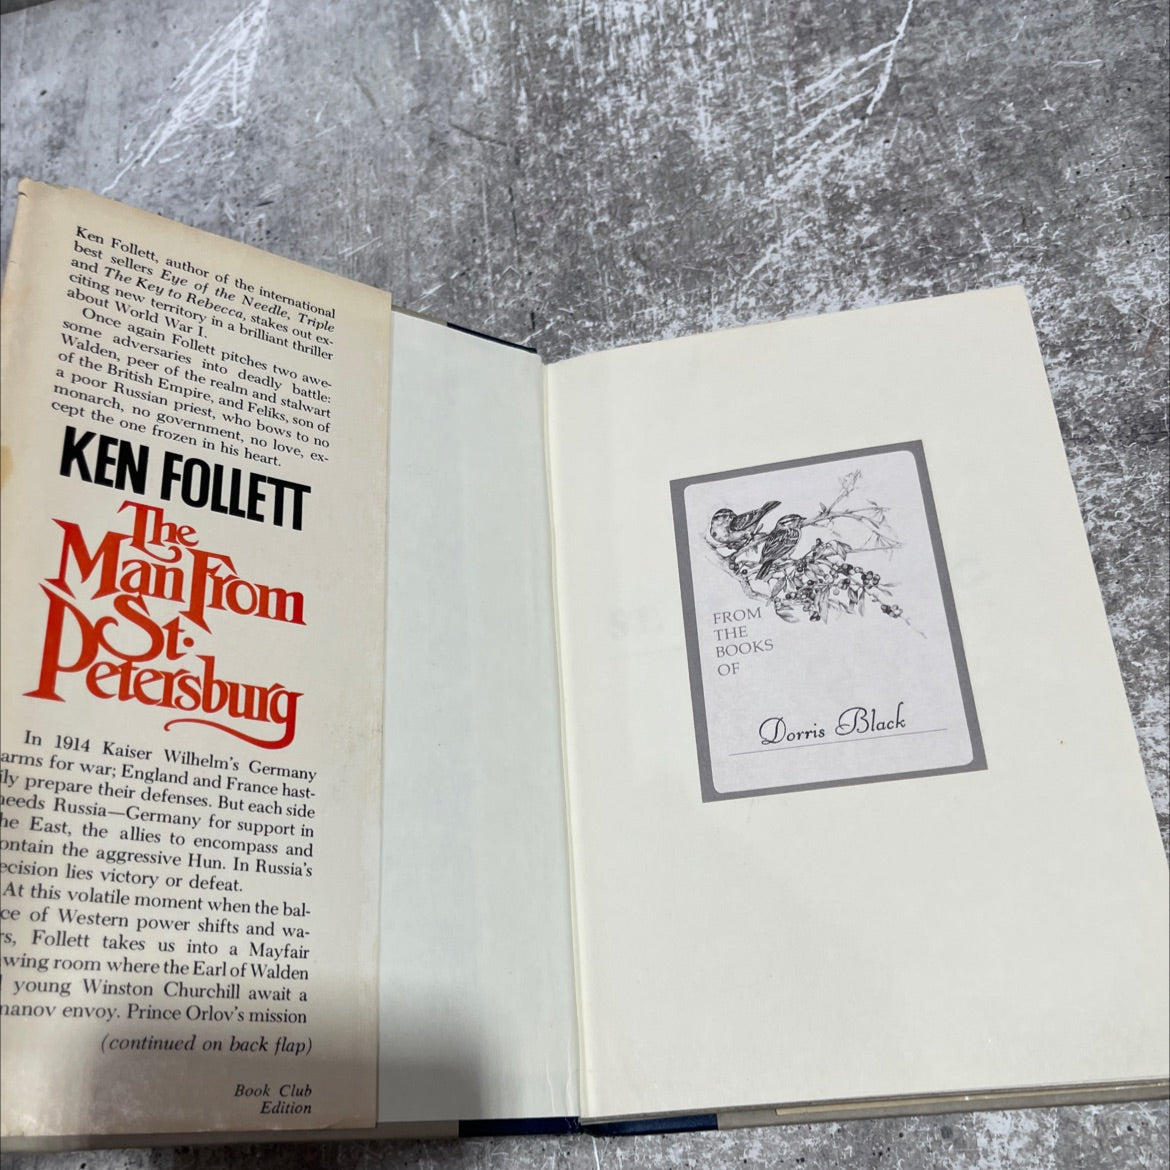 Ken Follett, author of the international
best sellers Eye of the Needle, Triple
and The Key to Rebecca, stakes out ex-
citing new territory in a brilliant thriller
about World War I.
Once again Follett pitches two awe-
some adversaries into deadly battle:
Walden, peer of the realm and stalwart
of the British Empire, and Feliks, son of
a poor Russian priest, who bows to no
monarch, no government, no love, ex-
cept the one frozen in his heart.
KEN FOLLETT
The
Man From
St.
Petersburg
In 1914 Kaiser Wilhelm's Germany
arms for war; England and France hast-
ily prepare their defenses. But each side
needs Russia—Germany for support in
he East, the allies to encompass and
ontain the aggressive Hun. In Russia's
ecision lies victory or defeat.
At this volatile moment when the bal-
ce of Western power shifts and wa-
rs, Follett takes us into a Mayfair
wing room where the Earl of Walden
young Winston Churchill await a
manov envoy. Prince Orlov's mission
(continued on back flap)
Book Club
Edition
FROM
THE
BOOKS
OF
Dorris Black